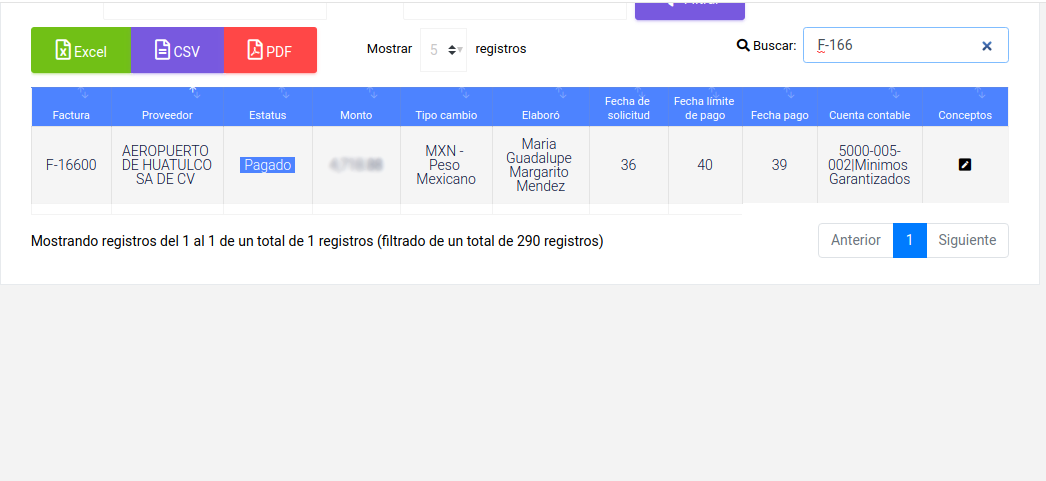 Excel CSV PDF Mostrar 5 registros Buscar: F-166
Factura Proveedor Estatus Monto Tipo cambio Elaboró Fecha de solicitud Fecha límite de pago Fecha pago Cuenta contable Conceptos
F-16600
AEROPUERTO
DE HUATULCO
SA DE CV
Pagado
MXN -
Peso
Mexicano
Maria
Guadalupe
Margarito
Mendez
36
40
39
5000-005-
002|Minimos
Garantizados
Mostrando registros del 1 al 1 de un total de 1 registros (filtrado de un total de 290 registros)
Anterior 1 Siguiente